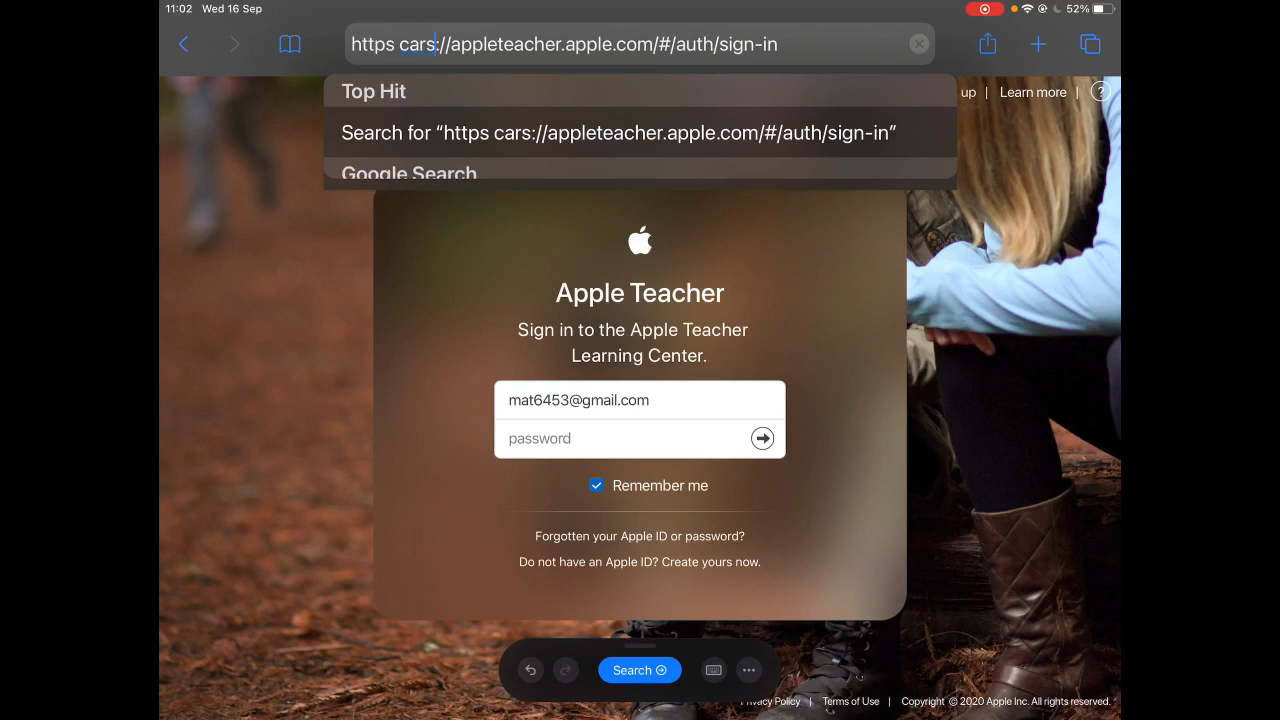 11:02 Wed 16 Sep
52%
https cars://appleteacher.apple.com/#/auth/sign-in
up | Learn more | ?
Top Hit
Search for “https cars://appleteacher.apple.com/#/auth/sign-in”
Google Search
Apple Teacher
Sign in to the Apple Teacher
Learning Center.
mat6453@gmail.com
password
Remember me
Forgotten your Apple ID or password?
Do not have an Apple ID? Create yours now.
Search
Privacy Policy | Terms of Use | Copyright © 2020 Apple Inc. All rights reserved.